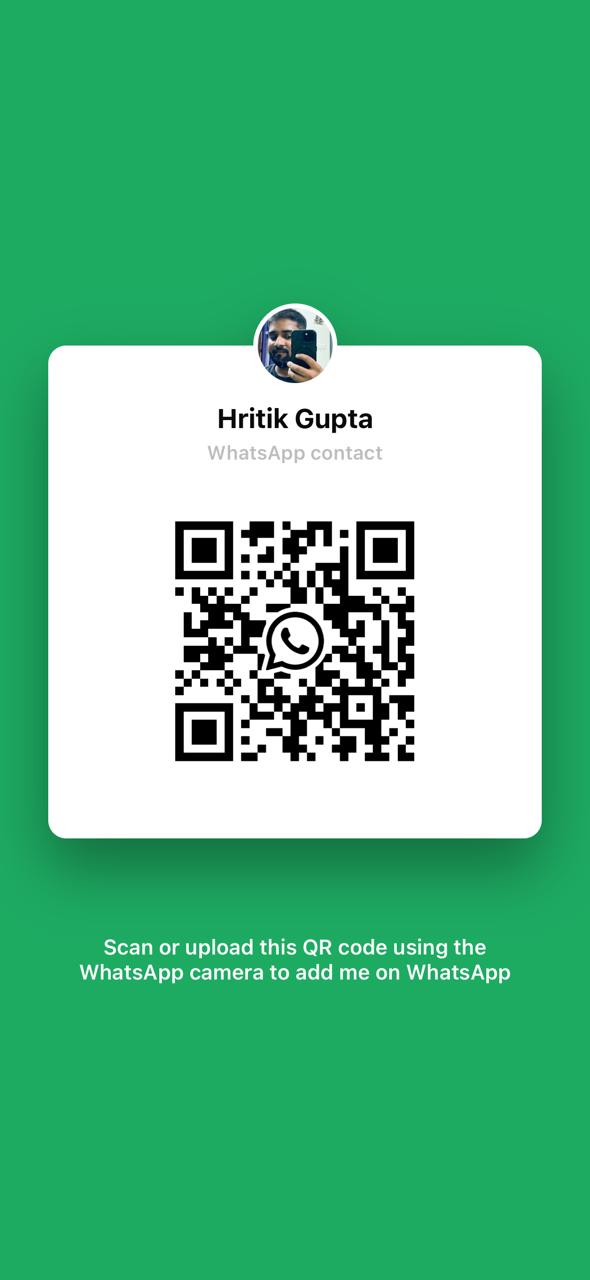 Hritik Gupta
WhatsApp contact
Scan or upload this QR code using the
WhatsApp camera to add me on WhatsApp